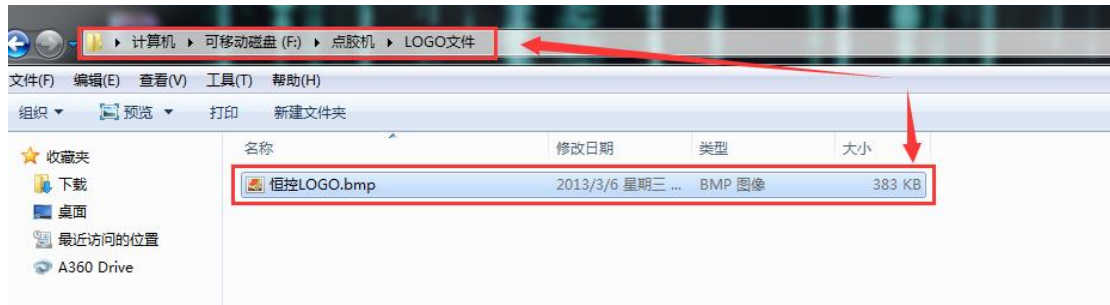 计算机 ▸ 可移动磁盘 (F:) ▸ 点胶机 ▸ LOGO文件
文件(F) 编辑(E) 查看(V) 工具(T) 帮助(H)
组织 预览 打印 新建文件夹
名称 修改日期 类型 大小
收藏夹
恒控LOGO.bmp 2013/3/6 星期三 ... BMP 图像 383 KB
下载
桌面
最近访问的位置
A360 Drive